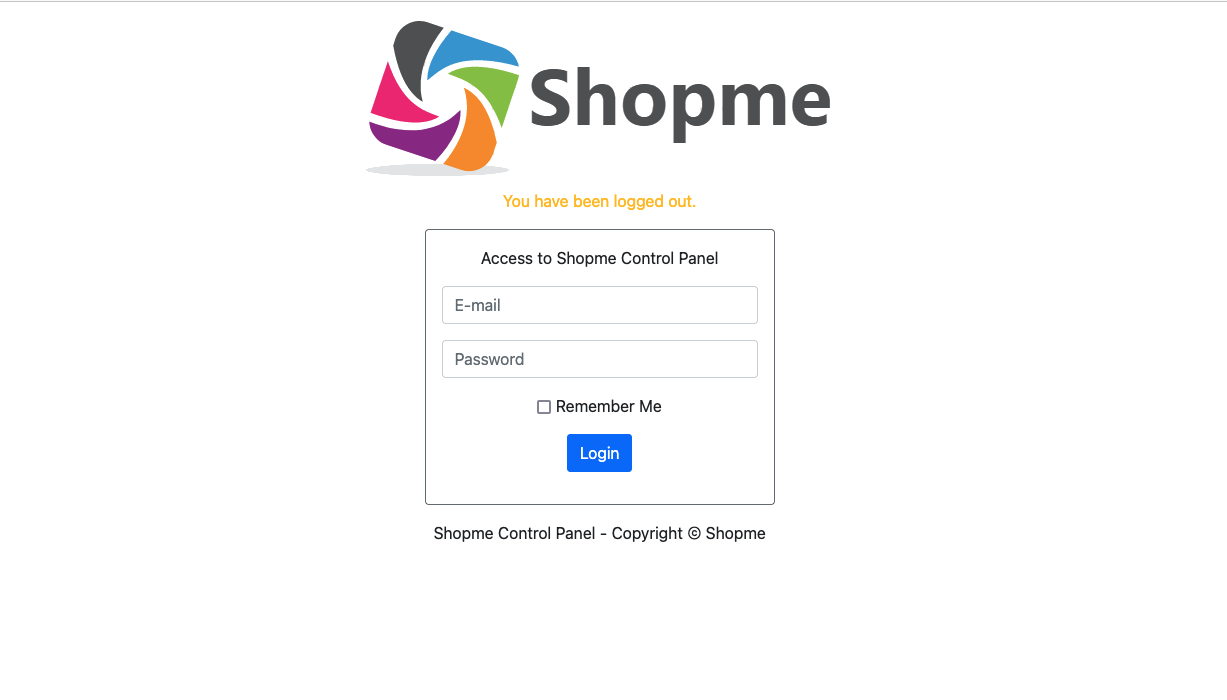 Shopme
You have been logged out.
Access to Shopme Control Panel
E-mail
Password
Remember Me
Login
Shopme Control Panel - Copyright © Shopme